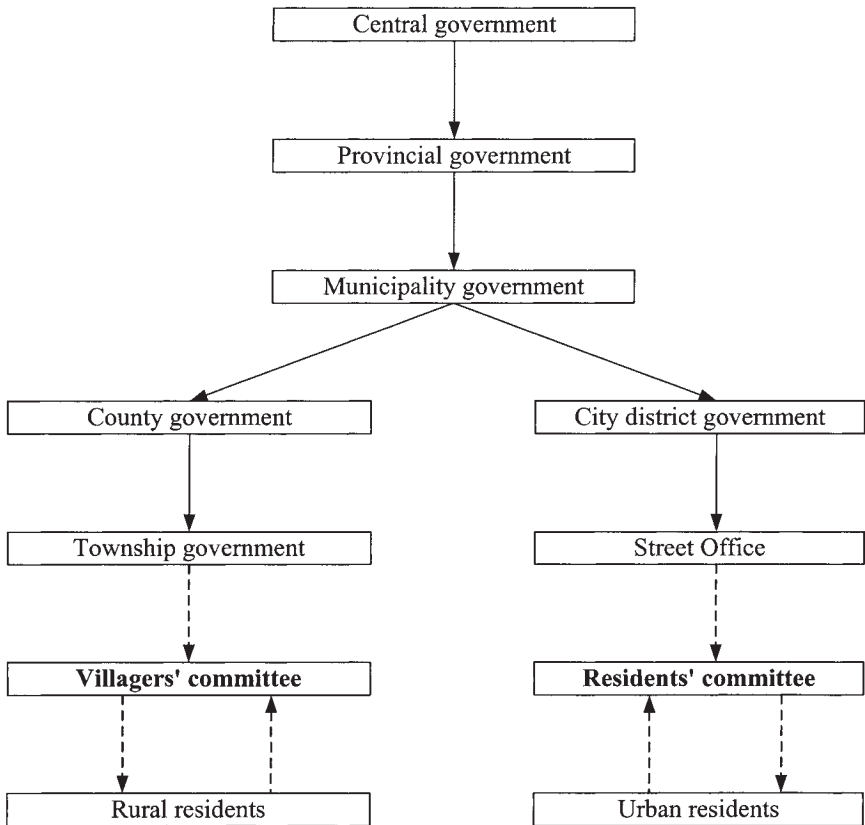 Central government
Provincial government
Municipality government
County government
City district government
Township government
Street Office
Villagers' committee
Residents' committee
Rural residents
Urban residents